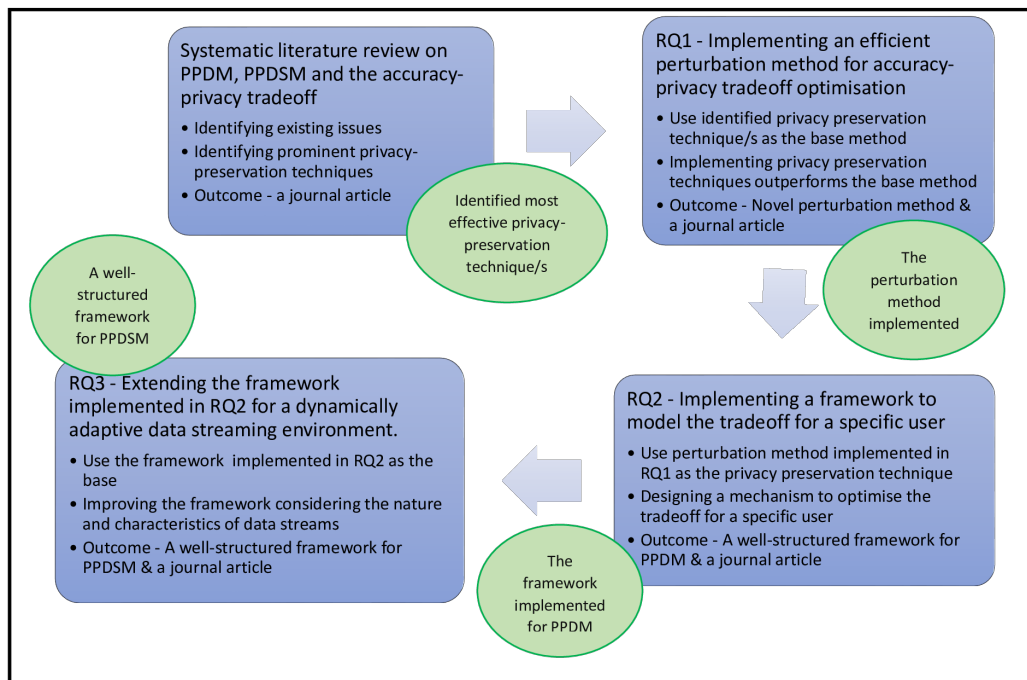 Systematic literature review on
PPDM, PPDSM and the accuracy-
privacy tradeoff
• Identifying existing issues
• Identifying prominent privacy-
preservation techniques
• Outcome - a journal article
Identified most
effective privacy-
preservation
technique/s
RQ1 - Implementing an efficient
perturbation method for accuracy-
privacy tradeoff optimisation
• Use identified privacy preservation
technique/s as the base method
• Implementing privacy preservation
techniques outperforms the base method
• Outcome - Novel perturbation method &
a journal article
The
perturbation
method
implemented
RQ2 - Implementing a framework to
model the tradeoff for a specific user
• Use perturbation method implemented in
RQ1 as the privacy preservation technique
• Designing a mechanism to optimise the
tradeoff for a specific user
• Outcome - A well-structured framework for
PPDM & a journal article
The
framework
implemented
for PPDM
RQ3 - Extending the framework
implemented in RQ2 for a dynamically
adaptive data streaming environment.
• Use the framework implemented in RQ2 as the
base
• Improving the framework considering the nature
and characteristics of data streams
• Outcome - A well-structured framework for
PPDSM & a journal article
A well-
structured
framework
for PPDSM